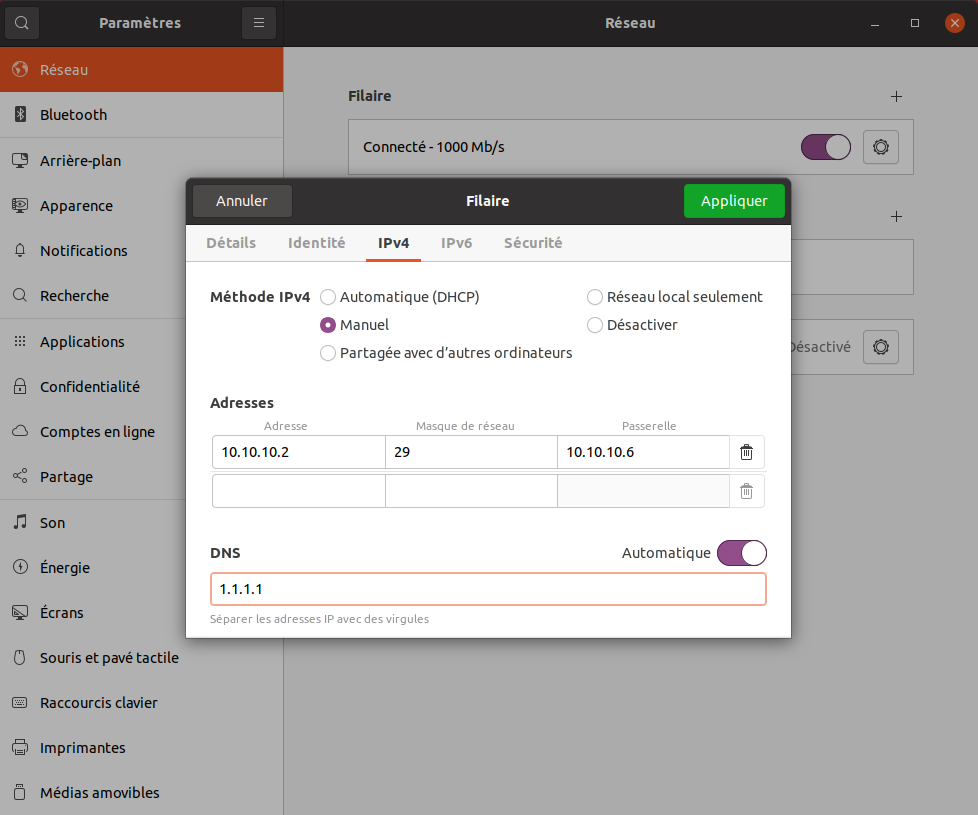 Paramètres
Réseau
Réseau
Bluetooth
Arrière-plan
Apparence
Notifications
Recherche
Applications
Confidentialité
Comptes en ligne
Partage
Son
Énergie
Écrans
Souris et pavé tactile
Raccourcis clavier
Imprimantes
Médias amovibles
Filaire
Connecté - 1000 Mb/s
Désactivé
Annuler
Filaire
Appliquer
Détails Identité IPv4 IPv6 Sécurité
Méthode IPv4 Automatique (DHCP) Réseau local seulement
Manuel Désactiver
Partagée avec d’autres ordinateurs
Adresses
Adresse Masque de réseau Passerelle
10.10.10.2 29 10.10.10.6
DNS Automatique
1.1.1.1
Séparer les adresses IP avec des virgules